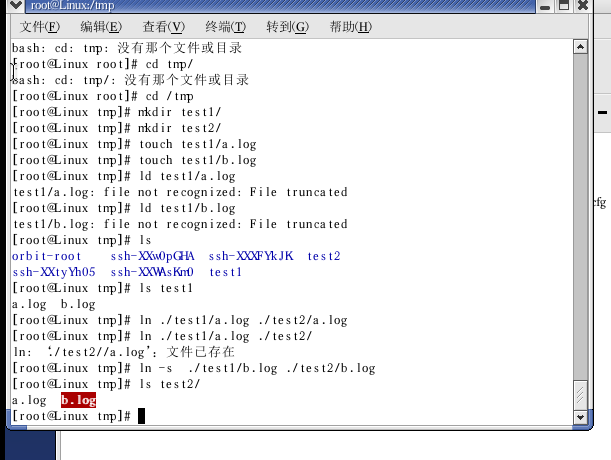 root@Linux:/tmp
文件(F) 编辑(E) 查看(V) 终端(T) 转到(G) 帮助(H)
bash: cd: tmp: 没有那个文件或目录
[root@Linux root]# cd tmp/
bash: cd: tmp/: 没有那个文件或目录
[root@Linux root]# cd /tmp
[root@Linux tmp]# mkdir test1/
[root@Linux tmp]# mkdir test2/
[root@Linux tmp]# touch test1/a.log
[root@Linux tmp]# touch test1/b.log
[root@Linux tmp]# ld test1/a.log
test1/a.log: file not recognized: File truncated
[root@Linux tmp]# ld test1/b.log
test1/b.log: file not recognized: File truncated
[root@Linux tmp]# ls
orbit-root ssh-XXw0pGHA ssh-XXXFYkJK test2
ssh-XXtyYh05 ssh-XXWAsKm0 test1
[root@Linux tmp]# ls test1
a.log b.log
[root@Linux tmp]# ln ./test1/a.log ./test2/a.log
[root@Linux tmp]# ln ./test1/a.log ./test2/
ln: ‘./test2//a.log’: 文件已存在
[root@Linux tmp]# ln -s ./test1/b.log ./test2/b.log
[root@Linux tmp]# ls test2/
a.log b.log
[root@Linux tmp]#
cfg